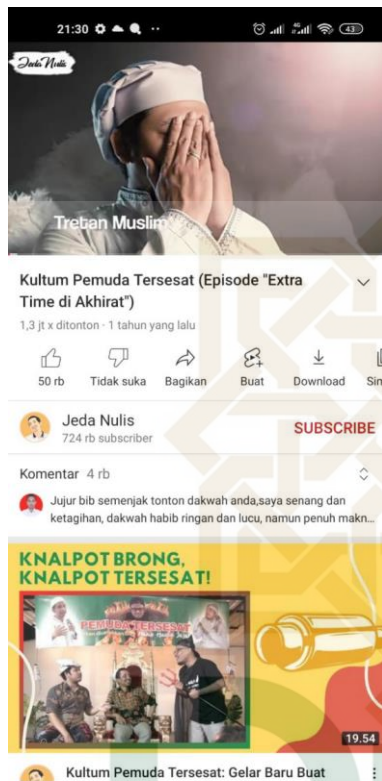 21:30
43
Jeda Nulis
Tretan Muslim
Kultum Pemuda Tersesat (Episode "Extra
Time di Akhirat")
1,3 jt x ditonton · 1 tahun yang lalu
50 rb Tidak suka Bagikan Buat Download Sim
Jeda Nulis
724 rb subscriber
SUBSCRIBE
Komentar 4 rb
Jujur bib semenjak tonton dakwah anda,saya senang dan
ketagihan, dakwah habib ringan dan lucu, namun penuh makn...
KNALPOT BRONG,
KNALPOT TERSESAT!
PEMUDA TERSESAT
19.54
Kultum Pemuda Tersesat: Gelar Baru Buat